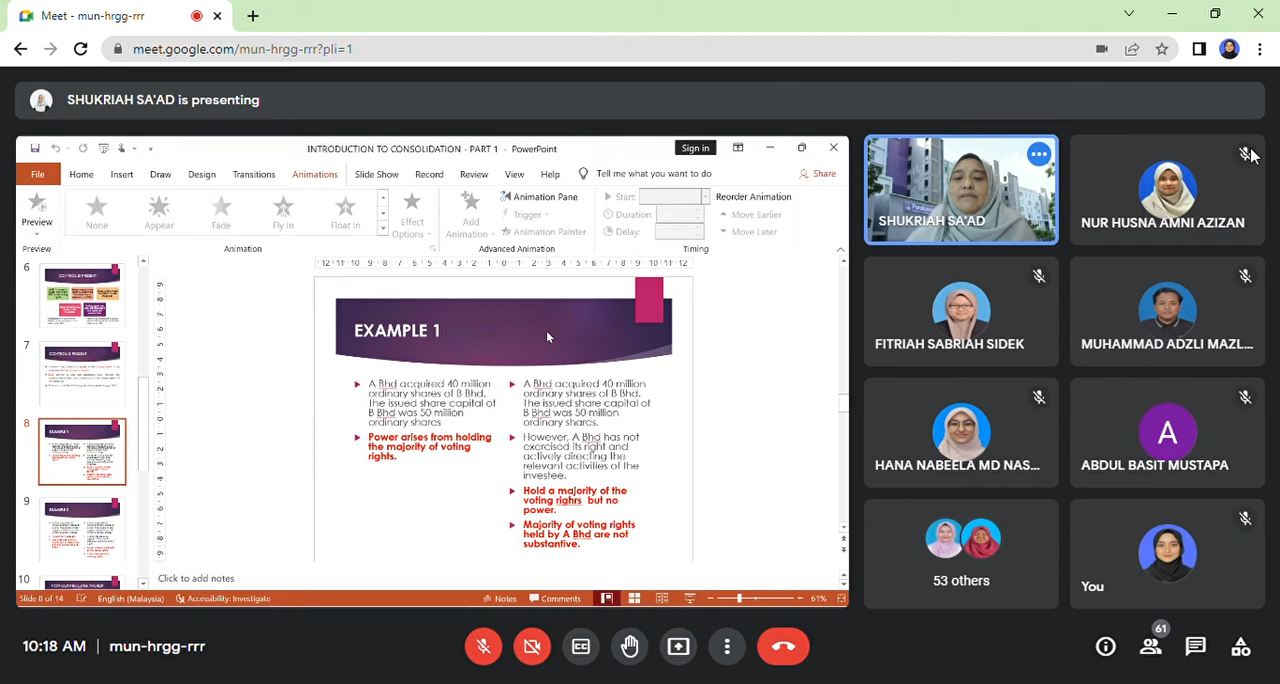 Meet - mun-hrgg-rrr
meet.google.com/mun-hrgg-rrr?pli=1
SHUKRIAH SA'AD is presenting
INTRODUCTION TO CONSOLIDATION - PART 1 - PowerPoint
Sign in
File Home Insert Draw Design Transitions Animations Slide Show Record Review View Help Tell me what you want to do Share
Preview
None
Appear
Fade
Fly In
Float In
Effect
Options
Add
Animation
Animation Pane
Trigger
Animation Painter
Start:
Duration:
Delay:
Reorder Animation
Move Earlier
Move Later
Preview
Animation
Advanced Animation
Timing
6
7
8
9
10
EXAMPLE 1
A Bhd acquired 40 million
ordinary shares of B Bhd.
The issued share capital of
B Bhd was 50 million
ordinary shares
Power arises from holding
the majority of voting
rights.
A Bhd acquired 40 million
ordinary shares of B Bhd.
The issued share capital of
B Bhd was 50 million
ordinary shares.
However, A Bhd has not
exercised its right and
actively directing the
relevant activities of the
investee.
Hold a majority of the
voting righrs but no
power.
Majority of voting rights
held by A Bhd are not
substantive.
Click to add notes
Slide 8 of 14 English (Malaysia) Accessibility: Investigate Notes Comments 61%
SHUKRIAH SA'AD
NUR HUSNA AMNI AZIZAN
FITRIAH SABRIAH SIDEK
MUHAMMAD ADZLI MAZL...
HANA NABEELA MD NAS...
A
ABDUL BASIT MUSTAPA
53 others
You
10:18 AM | mun-hrgg-rrr
61